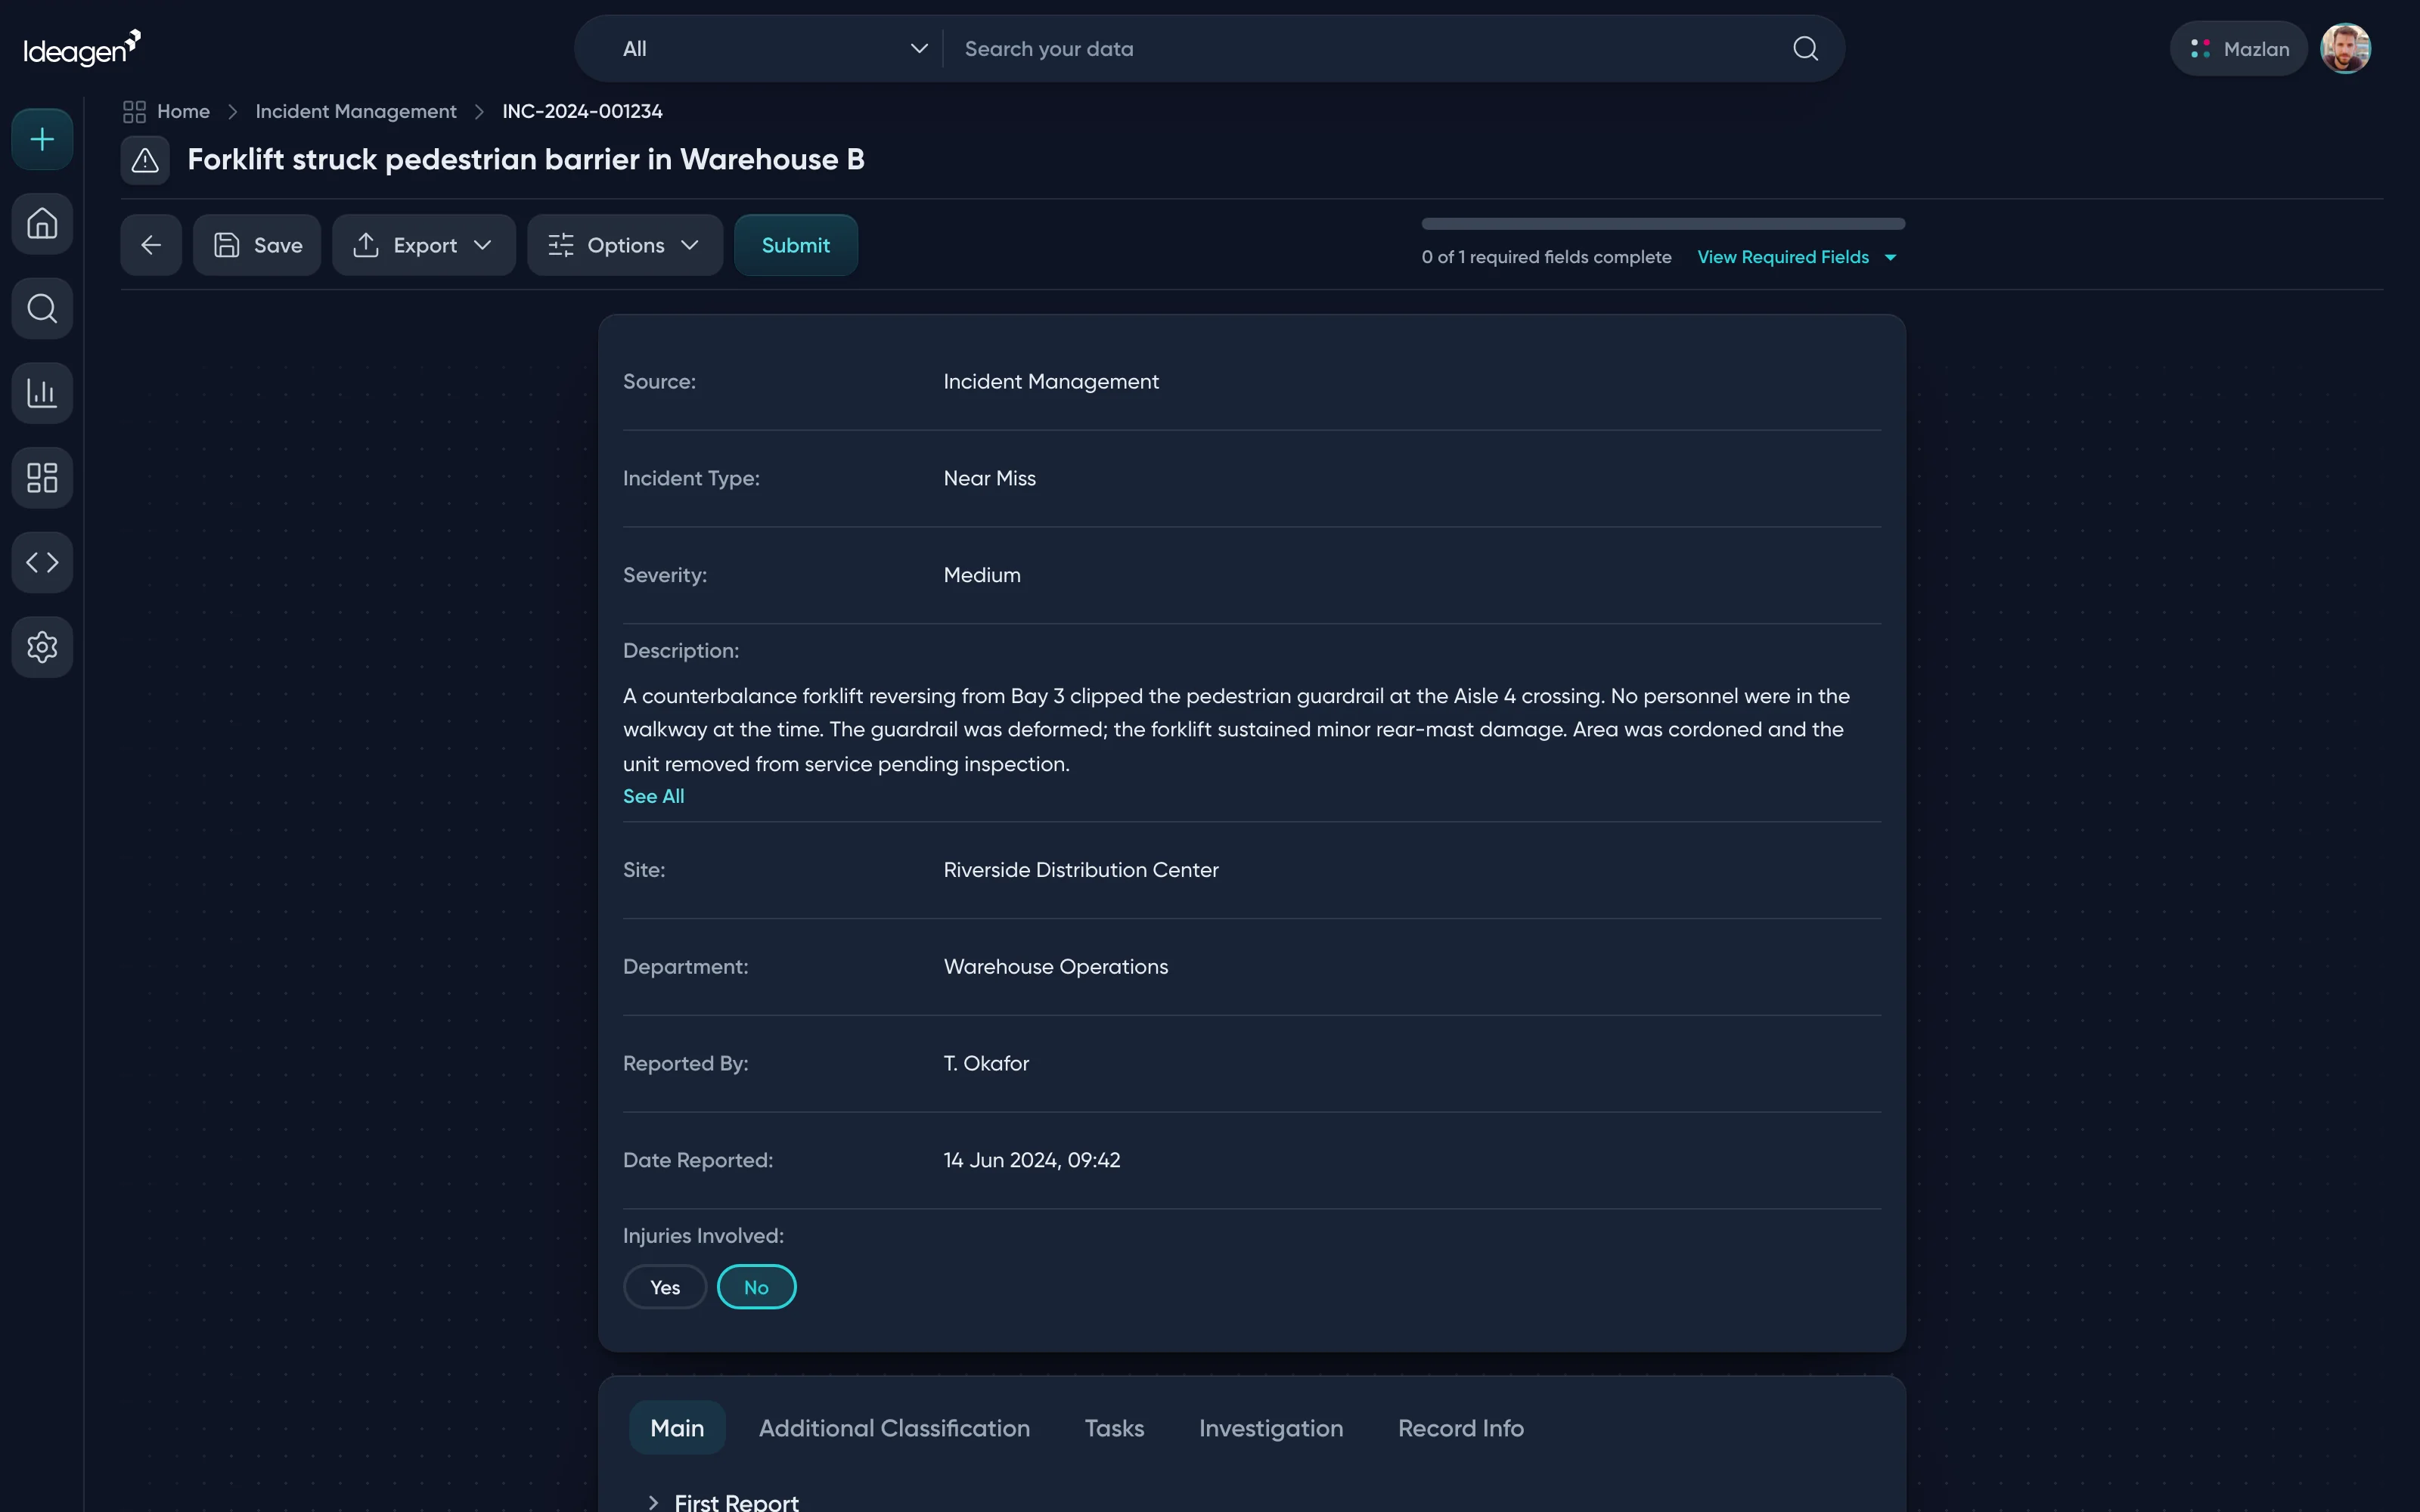 Ideagen
All
Search your data
Mazlan
Home
Incident Management
INC-2024-001234
Forklift struck pedestrian barrier in Warehouse B
Save
Export
Options
Submit
0 of 1 required fields complete
View Required Fields
Source:
Incident Management
Incident Type:
Near Miss
Severity:
Medium
Description:
A counterbalance forklift reversing from Bay 3 clipped the pedestrian guardrail at the Aisle 4 crossing. No personnel were in the
walkway at the time. The guardrail was deformed; the forklift sustained minor rear-mast damage. Area was cordoned and the
unit removed from service pending inspection.
See All
Site:
Riverside Distribution Center
Department:
Warehouse Operations
Reported By:
T. Okafor
Date Reported:
14 Jun 2024, 09:42
Injuries Involved:
Yes
No
Main
Additional Classification
Tasks
Investigation
Record Info
First Report